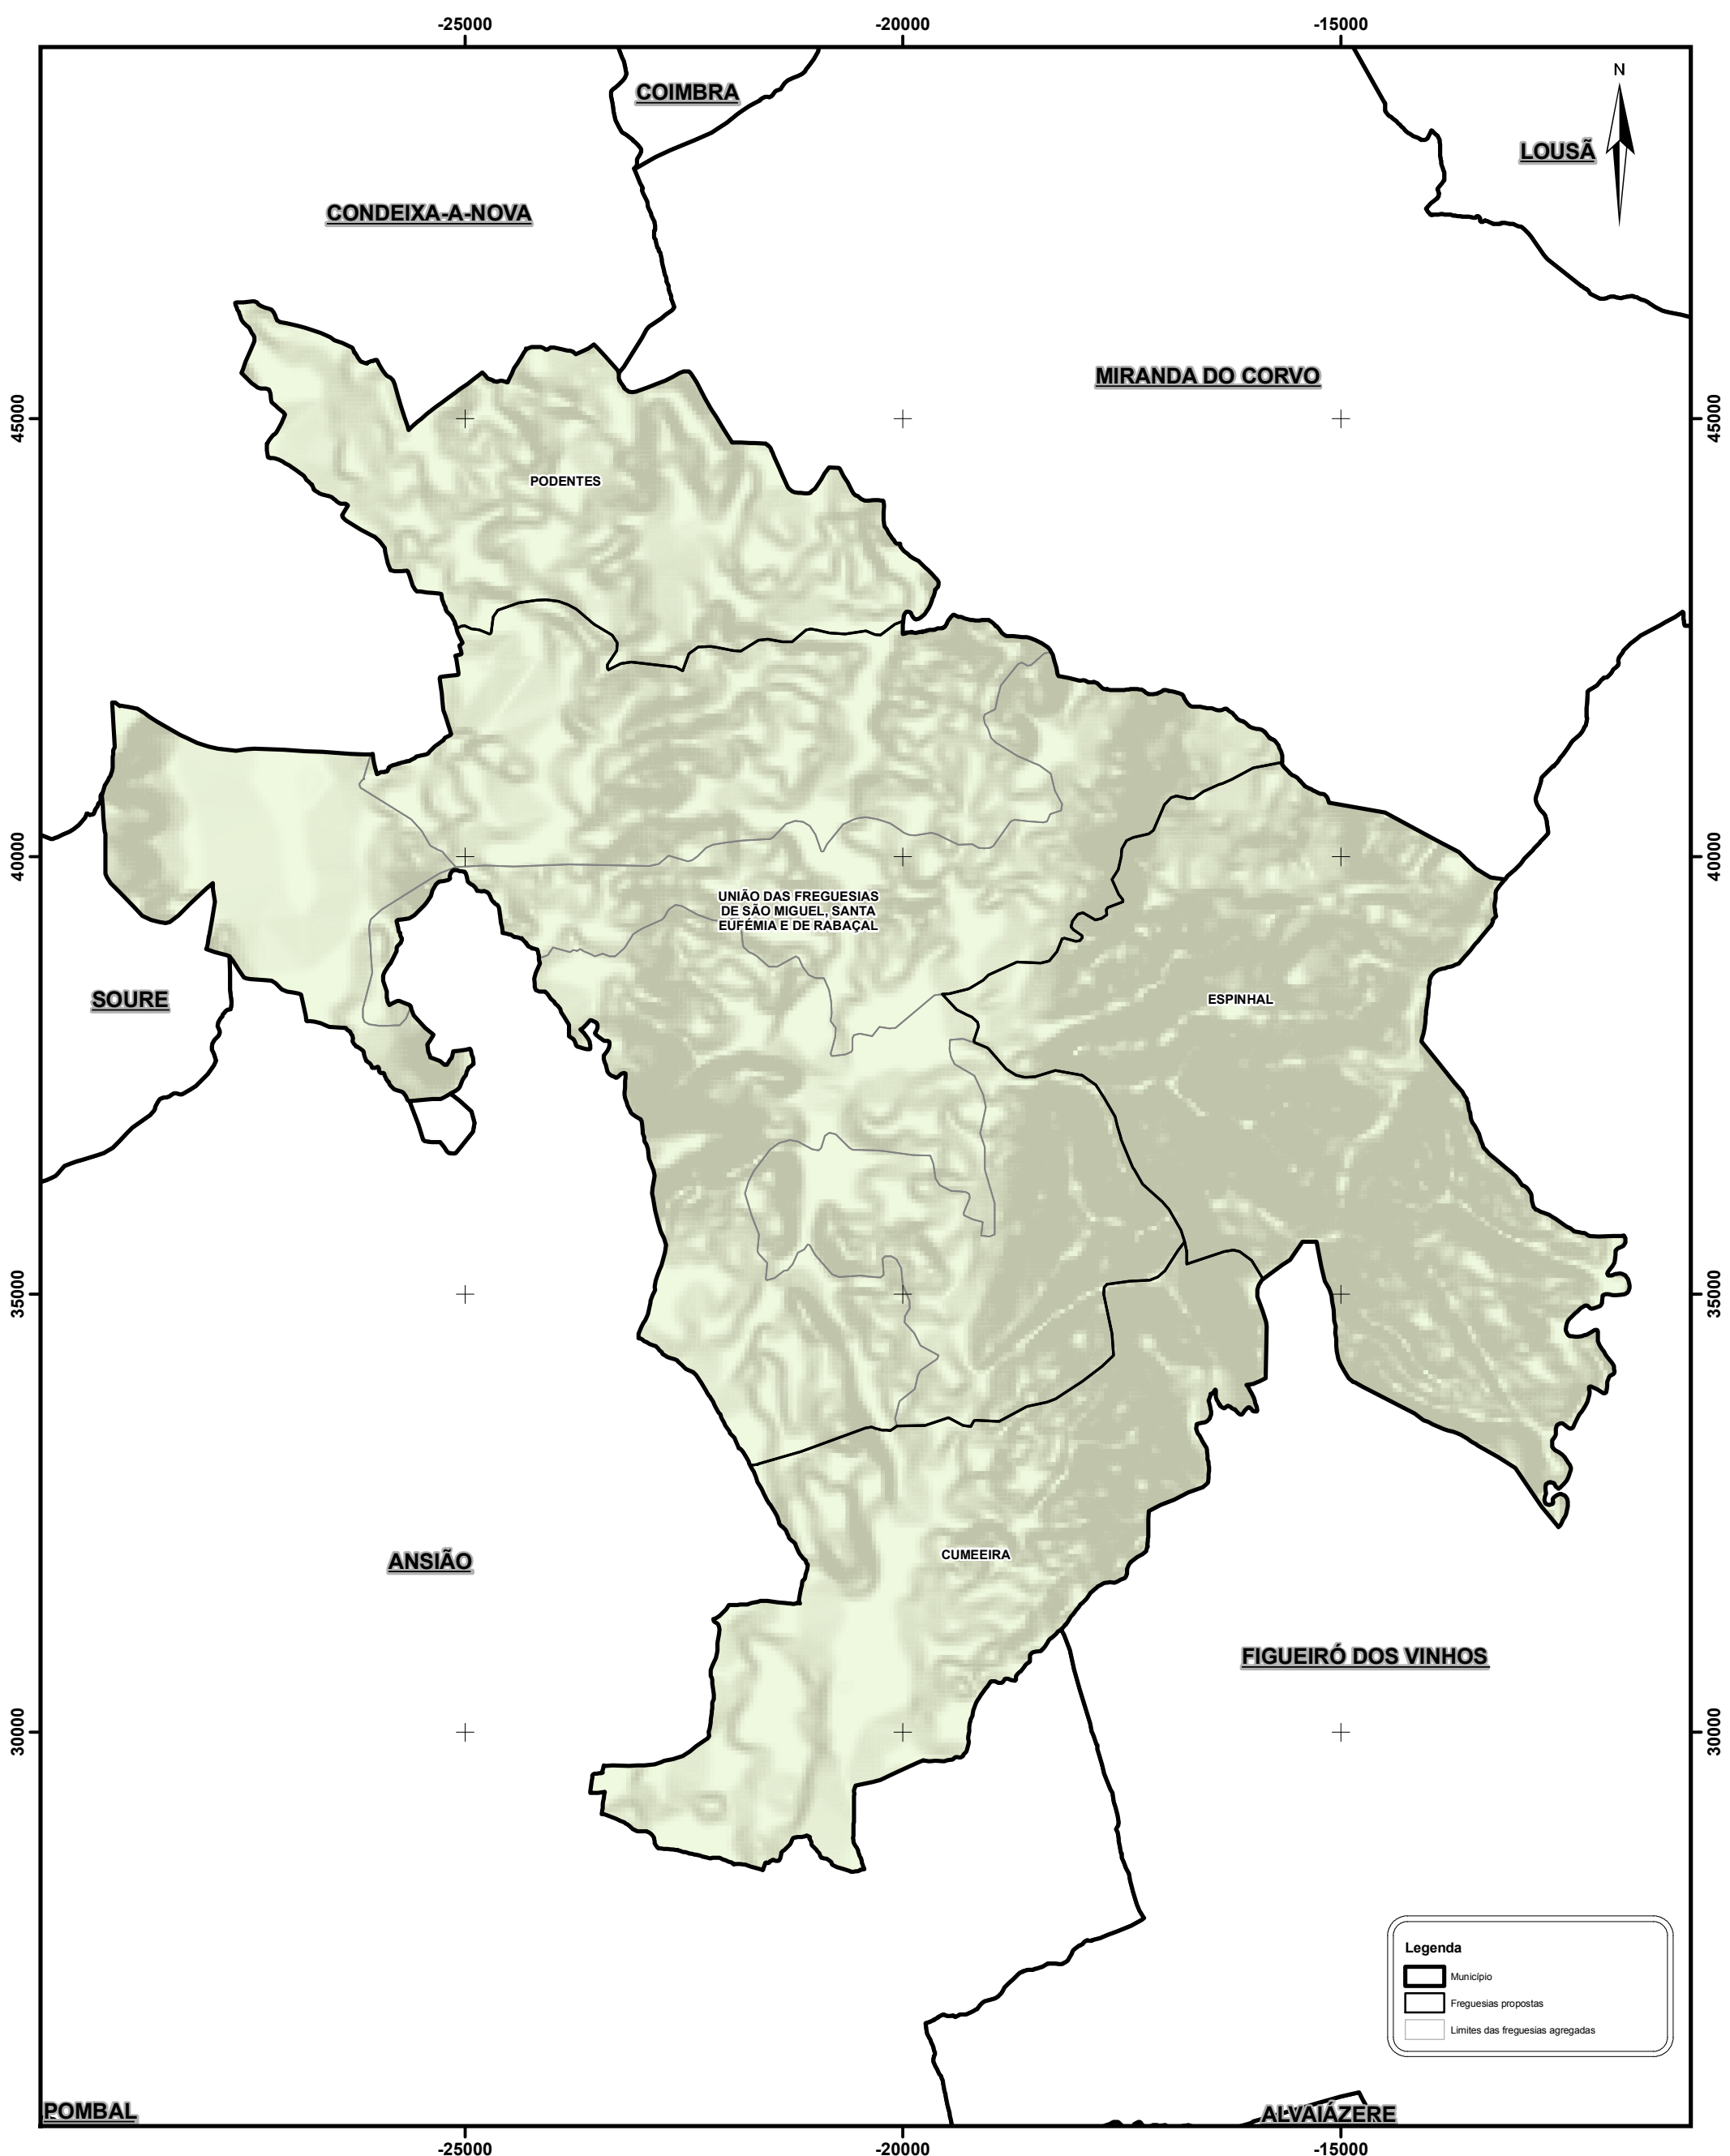 -25000
-20000
-15000
COIMBRA
N
LOUSÃ
CONDEIXA-A-NOVA
MIRANDA DO CORVO
45000
45000
PODENTES
40000
40000
UNIÃO DAS FREGUESIAS
DE SÃO MIGUEL, SANTA
EUFÉMIA E DE RABAÇAL
SOURE
ESPINHAL
35000
35000
ANSIÃO
CUMEEIRA
FIGUEIRÓ DOS VINHOS
30000
30000
Legenda
Município
Freguesias propostas
Limites das freguesias agregadas
POMBAL
ALVAIÁZERE
-25000
-20000
-15000